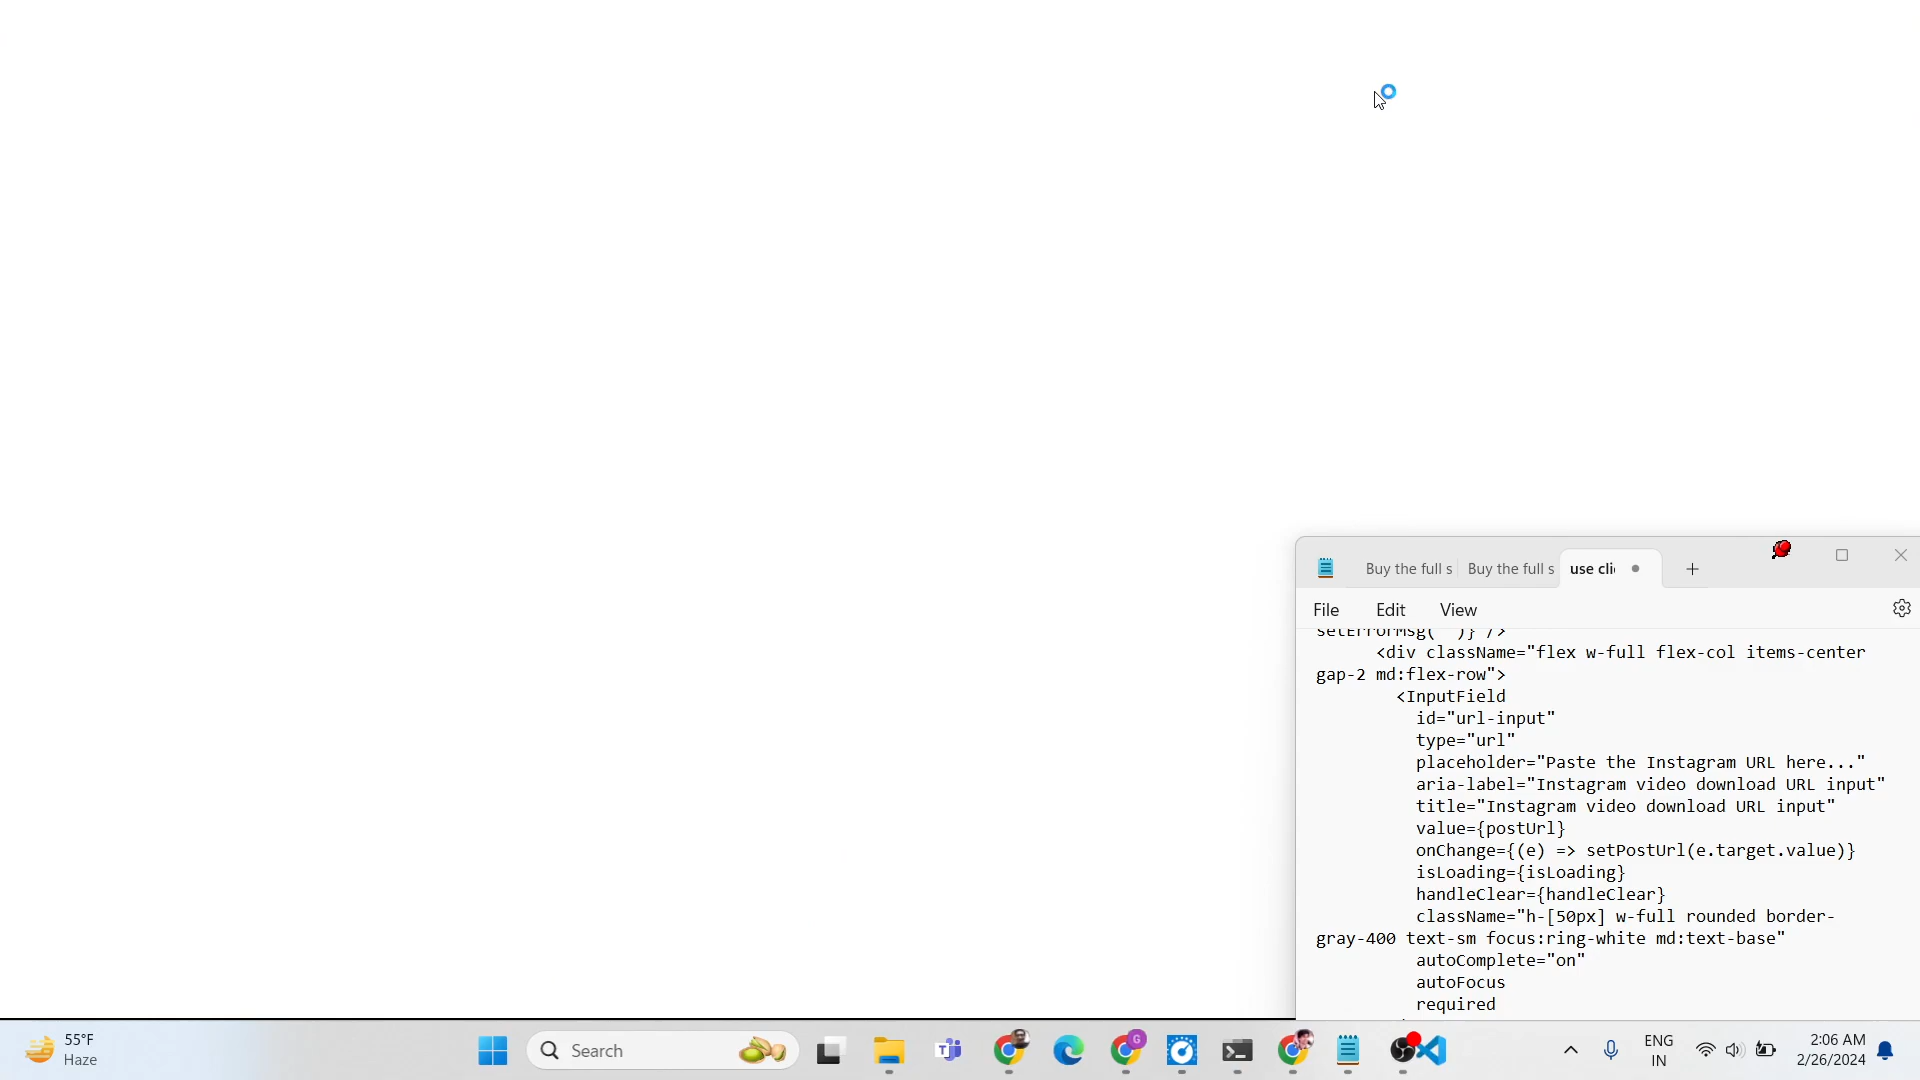 Buy the full s
Buy the full s
use cli
File
Edit
View
setErrorMsg("")} />
<div className="flex w-full flex-col items-center
gap-2 md:flex-row">
<InputField
id="url-input"
type="url"
placeholder="Paste the Instagram URL here..."
aria-label="Instagram video download URL input"
title="Instagram video download URL input"
value={postUrl}
onChange={(e) => setPostUrl(e.target.value)}
isLoading={isLoading}
handleClear={handleClear}
className="h-[50px] w-full rounded border-
gray-400 text-sm focus:ring-white md:text-base"
autoComplete="on"
autoFocus
required
55°F
Haze
Search
G
ENG
IN
2:06 AM
2/26/2024